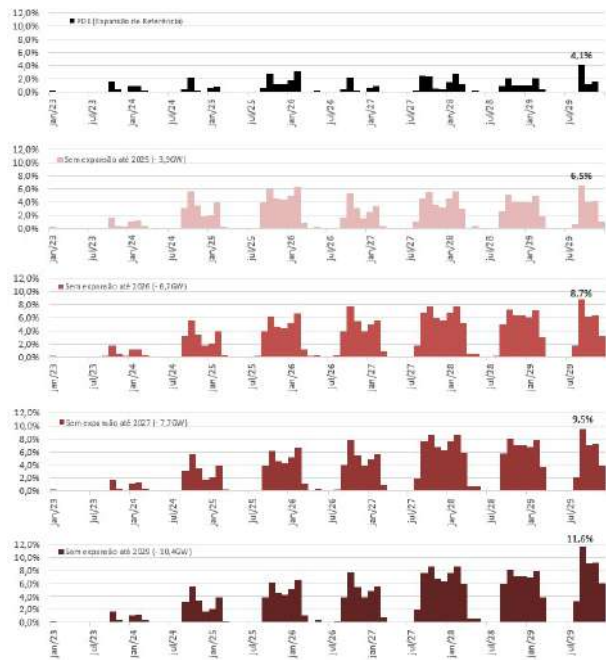 12,0%
10,0%
8,0%
6,0%
4,0%
2,0%
0,0%
PDE (Expansão de Referência)
4,1%
jan/23
jul/23
jan/24
jul/24
jan/25
jul/25
jan/26
jul/26
jan/27
jul/27
jan/28
jul/28
jan/29
jul/29
12,0%
10,0%
8,0%
6,0%
4,0%
2,0%
0,0%
Sem expansão até 2025 (- 3,9GW)
6,5%
jan/23
jul/23
jan/24
jul/24
jan/25
jul/25
jan/26
jul/26
jan/27
jul/27
jan/28
jul/28
jan/29
jul/29
12,0%
10,0%
8,0%
6,0%
4,0%
2,0%
0,0%
Sem expansão até 2026 (- GW)
8,7%
jan/23
jul/23
jan/24
jul/24
jan/25
jul/25
jan/26
jul/26
jan/27
jul/27
jan/28
jul/28
jan/29
jul/29
12,0%
10,0%
8,0%
6,0%
4,0%
2,0%
0,0%
Sem expansão até 2027 (- 7,7GW)
9,5%
jan/23
jul/23
jan/24
jul/24
jan/25
jul/25
jan/26
jul/26
jan/27
jul/27
jan/28
jul/28
jan/29
jul/29
12,0%
10,0%
8,0%
6,0%
4,0%
2,0%
0,0%
Sem expansão até 2029 (- 10,4GW)
11,6%
jan/23
jul/23
jan/24
jul/24
jan/25
jul/25
jan/26
jul/26
jan/27
jul/27
jan/28
jul/28
jan/29
jul/29